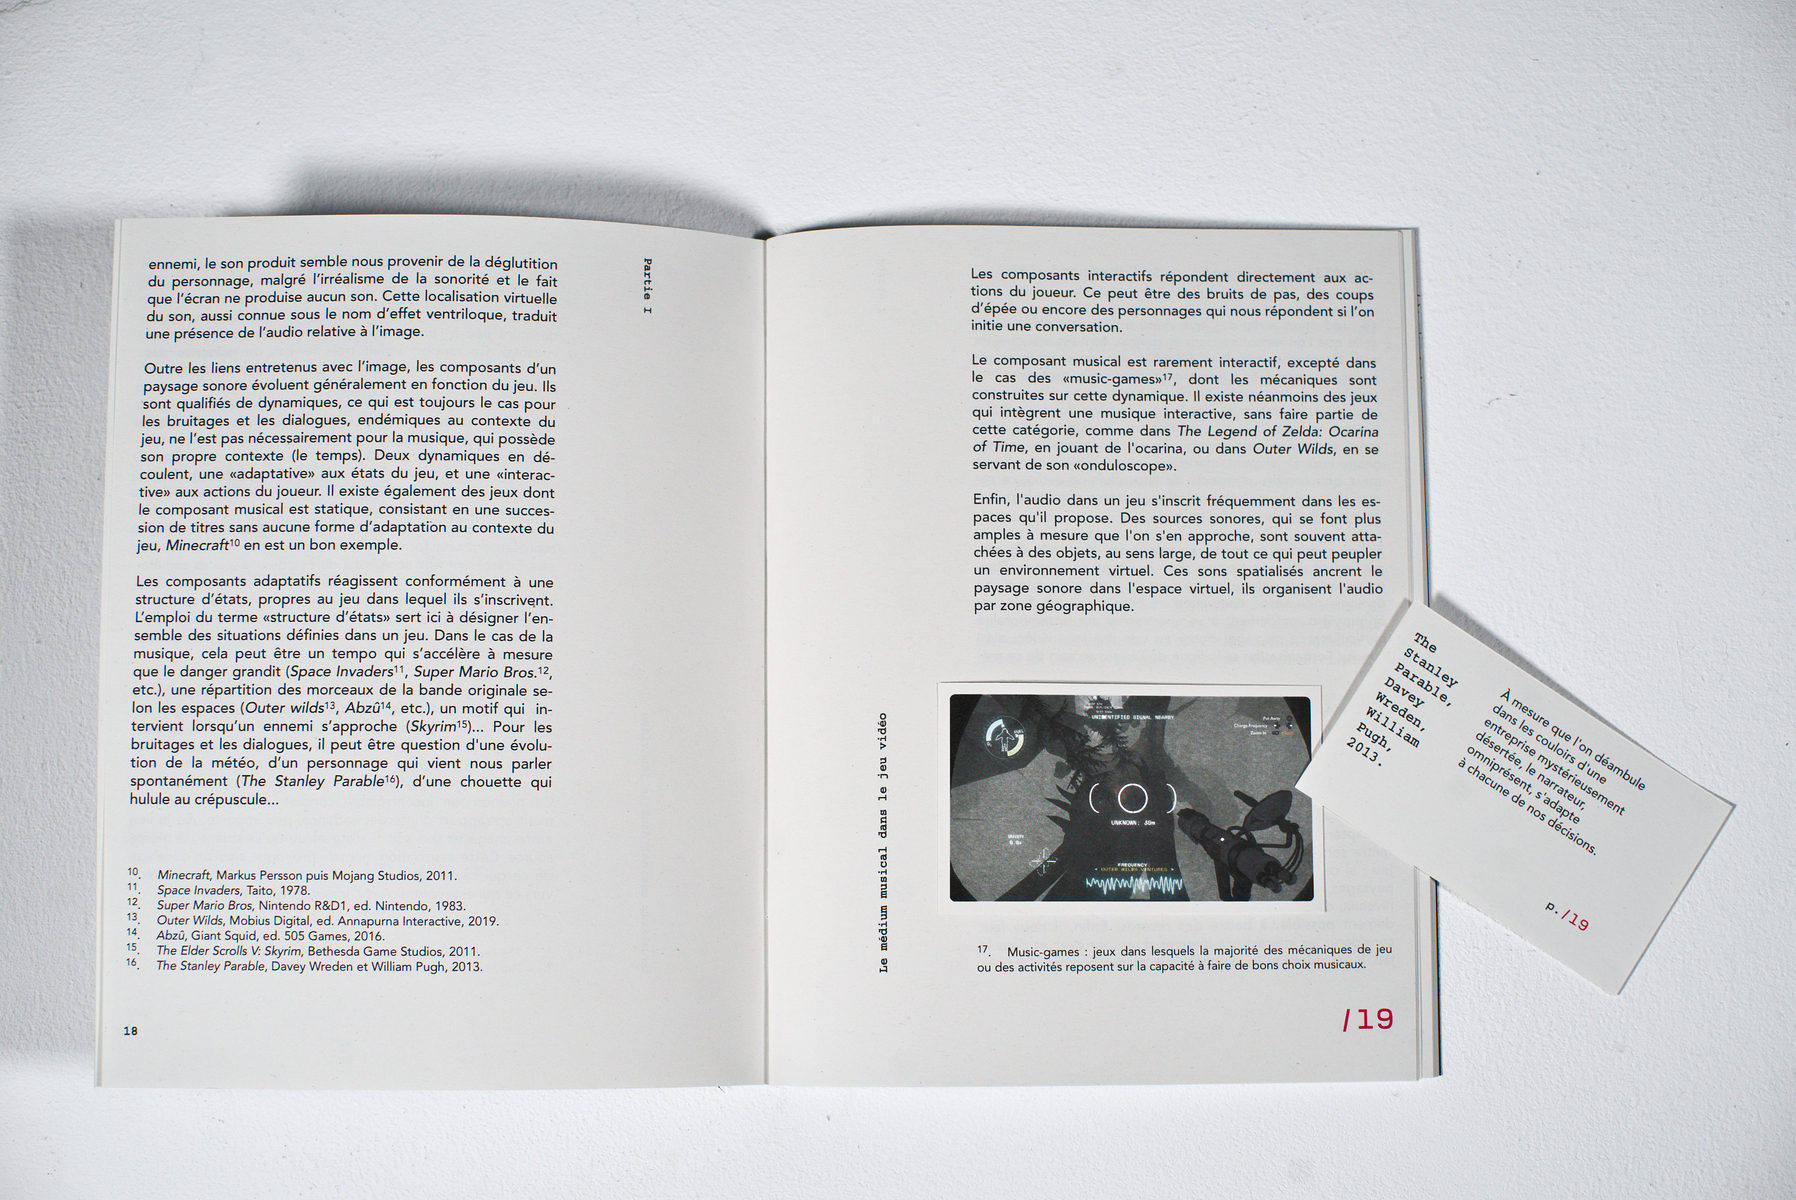 ennemi, le son produit semble nous provenir de la déglutition
du personnage, malgré l'irréalisme de la sonorité et le fait
que l'écran ne produise aucun son. Cette localisation virtuelle
du son, aussi connue sous le nom d'effet ventriloque, traduit
une présence de l'audio relative à l'image.
Outre les liens entretenus avec l'image, les composants d'un
paysage sonore évoluent généralement en fonction du jeu. Ils
sont qualifiés de dynamiques, ce qui est toujours le cas pour
les bruitages et les dialogues, endémiques au contexte du
jeu, ne l'est pas nécessairement pour la musique, qui possède
son propre contexte (le temps). Deux dynamiques en dé-
coulent, une «adaptative» aux états du jeu, et une «interac-
tive» aux actions du joueur. Il existe également des jeux dont
le composant musical est statique, consistant en une succes-
sion de titres sans aucune forme d'adaptation au contexte du
jeu, Minecraft¹⁰ en est un bon exemple.
Les composants adaptatifs réagissent conformément à une
structure d'états, propres au jeu dans lequel ils s'inscrivent.
L'emploi du terme «structure d'états» sert ici à désigner l'en-
semble des situations définies dans un jeu. Dans le cas de la
musique, cela peut être un tempo qui s'accélère à mesure
que le danger grandit (Space Invaders¹¹, Super Mario Bros.¹²,
etc.), une répartition des morceaux de la bande originale se-
lon les espaces (Outer wilds¹³, Abzû¹⁴, etc.), un motif qui in-
tervient lorsqu'un ennemi s'approche (Skyrim¹⁵)... Pour les
bruitages et les dialogues, il peut être question d'une évolu-
tion de la météo, d'un personnage qui vient nous parler
spontanément (The Stanley Parable¹⁶), d'une chouette qui
hulule au crépuscule...
10. Minecraft, Markus Persson puis Mojang Studios, 2011.
11. Space Invaders, Taito, 1978.
12. Super Mario Bros, Nintendo R&D1, ed. Nintendo, 1983.
13. Outer Wilds, Mobius Digital, ed. Annapurna Interactive, 2019.
14. Abzû, Giant Squid, ed. 505 Games, 2016.
15. The Elder Scrolls V: Skyrim, Bethesda Game Studios, 2011.
16. The Stanley Parable, Davey Wreden et William Pugh, 2013.
18
Partie I
Le médium musical dans le jeu vidéo
Les composants interactifs répondent directement aux ac-
tions du joueur. Ce peut être des bruits de pas, des coups
d'épée ou encore des personnages qui nous répondent si l'on
initie une conversation.
Le composant musical est rarement interactif, excepté dans
le cas des «music-games»¹⁷, dont les mécaniques sont
construites sur cette dynamique. Il existe néanmoins des jeux
qui intègrent une musique interactive, sans faire partie de
cette catégorie, comme dans The Legend of Zelda: Ocarina
of Time, en jouant de l'ocarina, ou dans Outer Wilds, en se
servant de son «onduloscope».
Enfin, l'audio dans un jeu s'inscrit fréquemment dans les es-
paces qu'il propose. Des sources sonores, qui se font plus
amples à mesure que l'on s'en approche, sont souvent atta-
chées à des objets, au sens large, de tout ce qui peut peupler
un environnement virtuel. Ces sons spatialisés ancrent le
paysage sonore dans l'espace virtuel, ils organisent l'audio
par zone géographique.
UNIDENTIFIED SIGNAL NEARBY
UNKNOWN: 30m
FREQUENCY:
OUTER WILDS VENTURES
17. Music-games : jeux dans lesquels la majorité des mécaniques de jeu
ou des activités reposent sur la capacité à faire de bons choix musicaux.
/19
The
Stanley
Parable,
Davey
Wreden,
William
Pugh,
2013.
À mesure que l'on déambule
dans les couloirs d'une
entreprise mystérieusement
désertée, le narrateur,
omniprésent, s'adapte
à chacune de nos décisions.
p./19